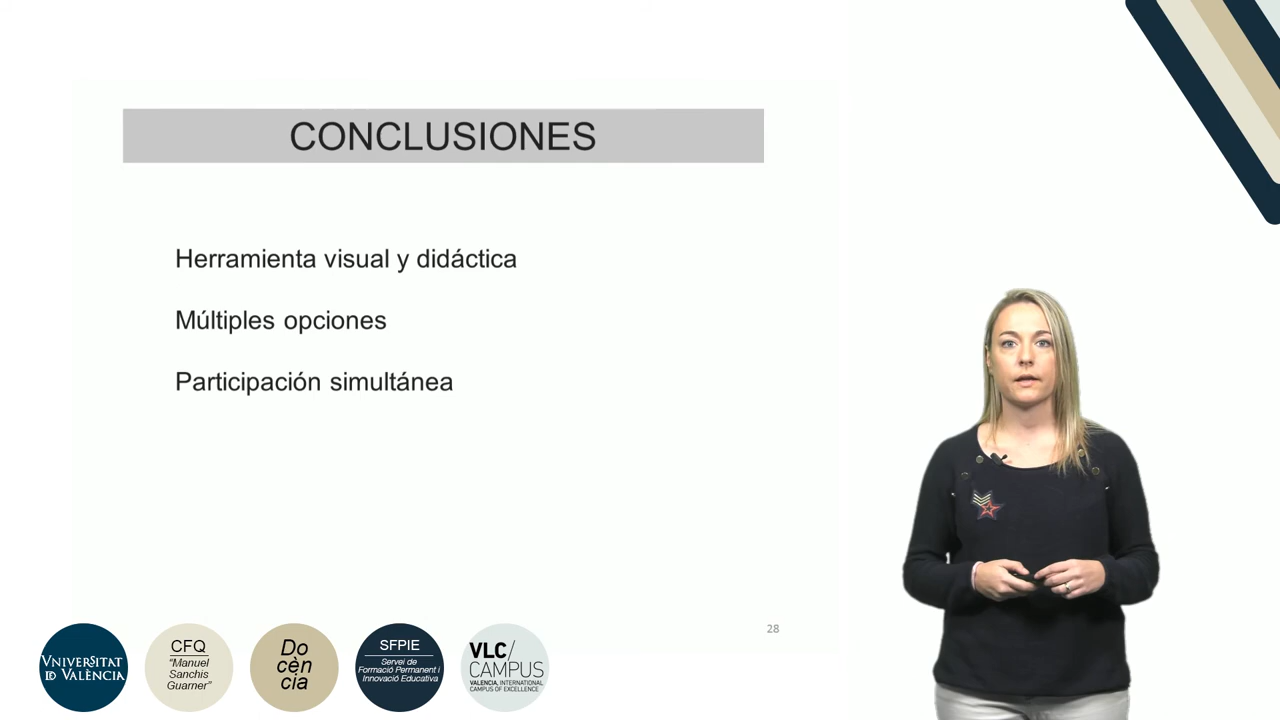 CONCLUSIONES
Herramienta visual y didáctica
Múltiples opciones
Participación simultánea
28
VNIVERSITAT
ID VALÈNCIA
CFQ
"Manuel
Sanchis
Guarner"
Do
cèn
cia
SFPIE
Servei de
Formació Permanent i
Innovació Educativa
VLC/
CAMPUS
VALENCIA, INTERNATIONAL
CAMPUS OF EXCELLENCE